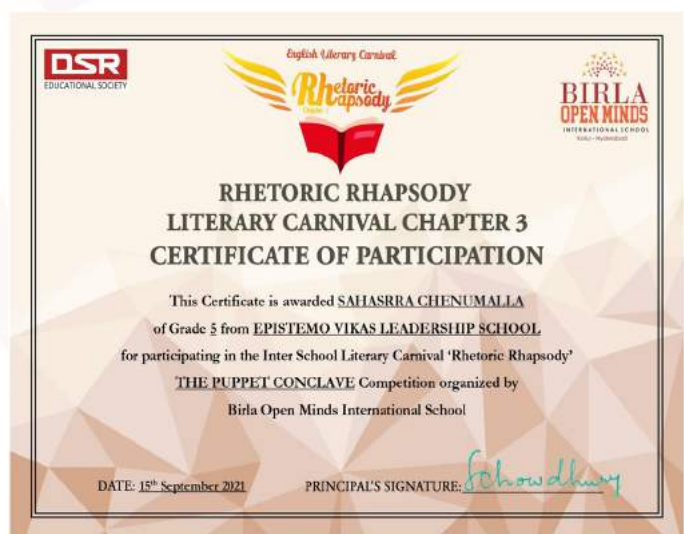 DSR
EDUCATIONAL SOCIETY
English Literary Carnival
Rhetoric
Rhapsody
BIRLA
OPEN MINDS
INTERNATIONAL SCHOOL
RHETORIC RHAPSODY
LITERARY CARNIVAL CHAPTER 3
CERTIFICATE OF PARTICIPATION
This Certificate is awarded SAHASRRA CHENUMALLA
of Grade 5 from EPISTEMO VIKAS LEADERSHIP SCHOOL
for participating in the Inter School Literary Carnival ‘Rhetoric Rhapsody’
THE PUPPET CONCLAVE Competition organized by
Birla Open Minds International School
DATE: 15th September 2021
PRINCIPAL'S SIGNATURE: Schowdhury